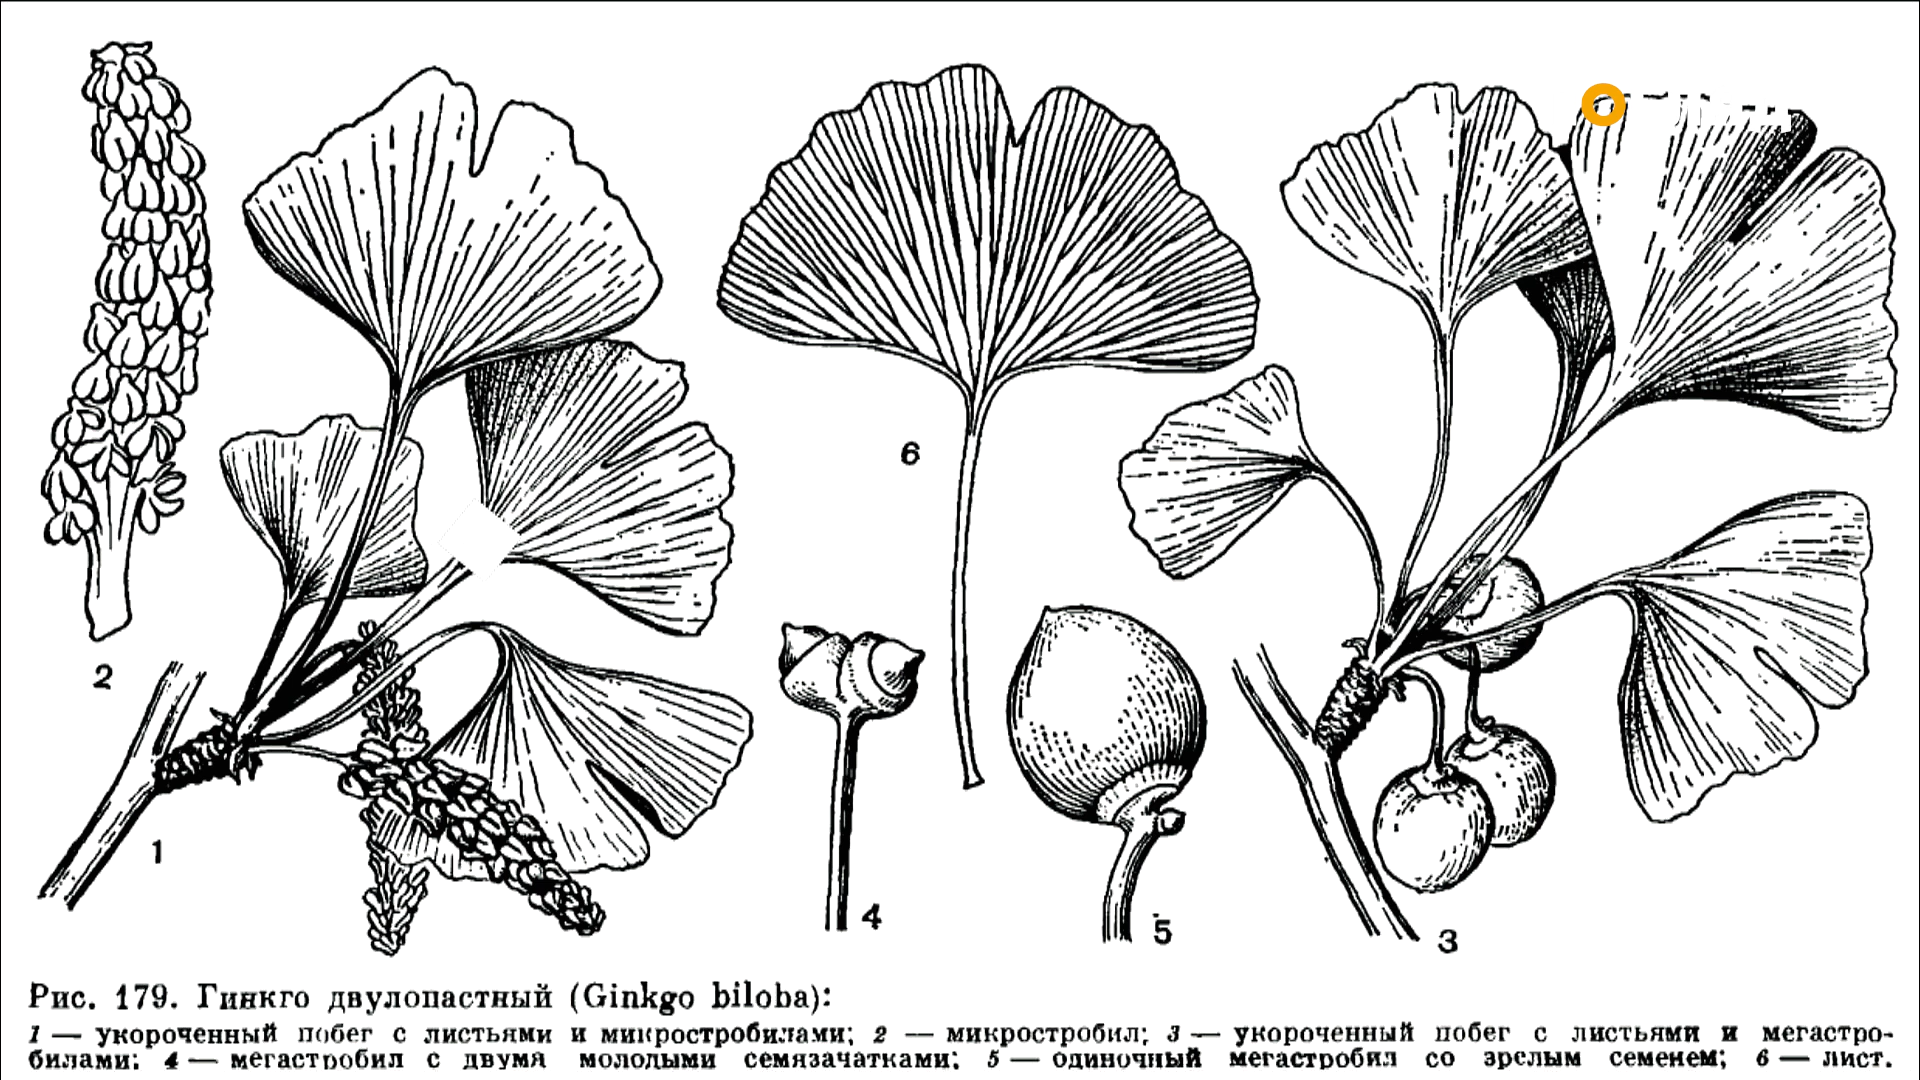 6
2
1
4
5
3
Рис. 179. Гинкго двулопастный (Ginkgo biloba):
1 — укороченный побег с листьями и микростробилами; 2 — микростробил; 3 — укороченный побег с листьями и мегастро-
билами; 4 — мегастробил с двумя молодыми семязачатками; 5 — одиночный мегастробил со зрелым семенем; 6 — лист.